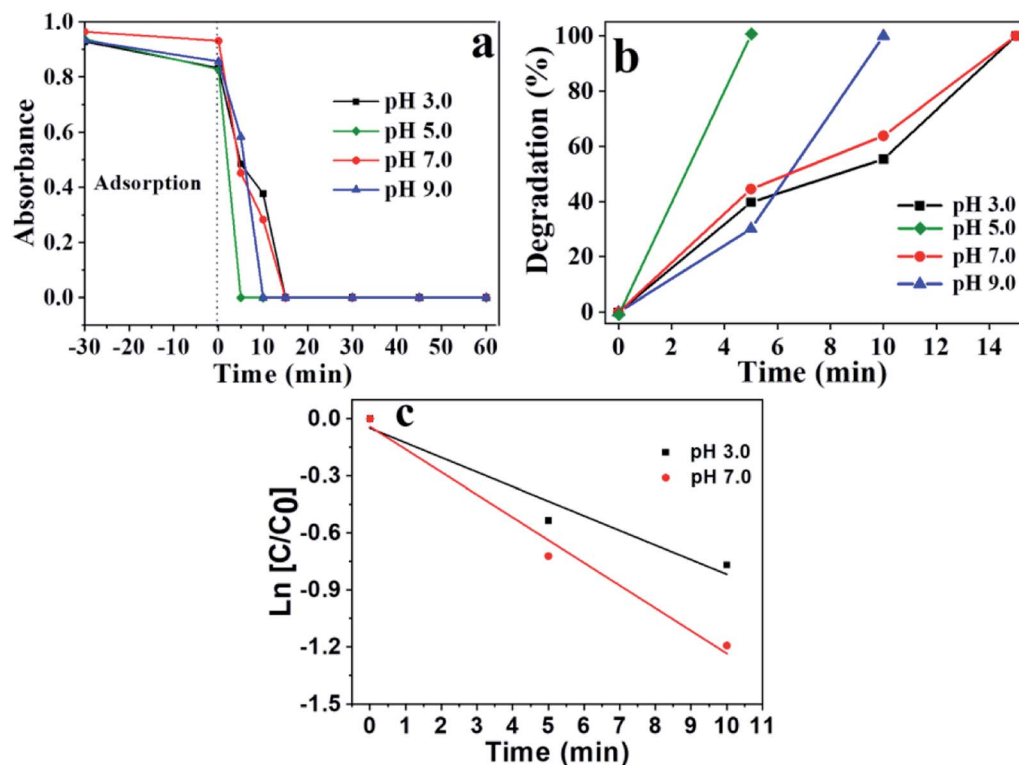 a
Absorbance
1.0
0.8
0.6
0.4
0.2
0.0
Adsorption
pH 3.0
pH 5.0
pH 7.0
pH 9.0
-30 -20 -10 0 10 20 30 40 50 60
Time (min)
b
Degradation (%)
100
80
60
40
20
0
pH 3.0
pH 5.0
pH 7.0
pH 9.0
0 2 4 6 8 10 12 14
Time (min)
c
Ln [C/C0]
0.0
-0.3
-0.6
-0.9
-1.2
-1.5
pH 3.0
pH 7.0
0 1 2 3 4 5 6 7 8 9 10 11
Time (min)